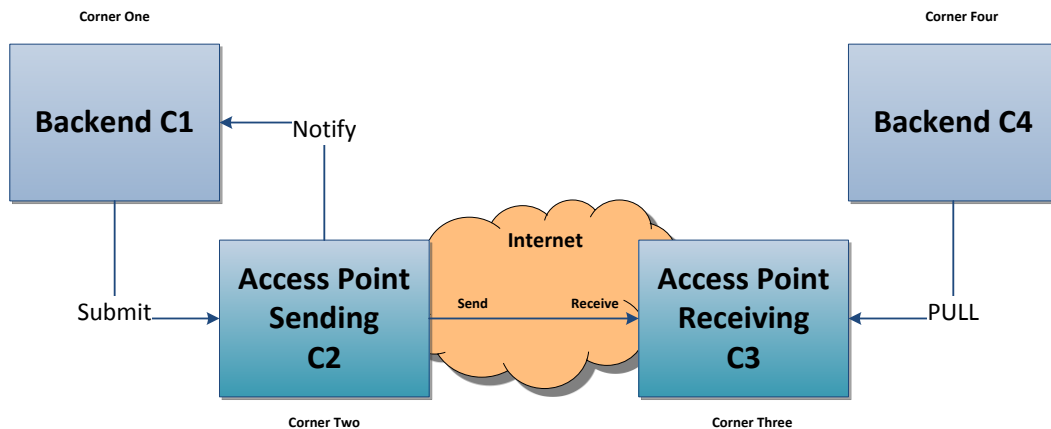 Corner One
Corner Four
Backend C1
Notify
Backend C4
Internet
Access Point
Sending
C2
Access Point
Receiving
C3
Submit
Send
Receive
PULL
Corner Two
Corner Three